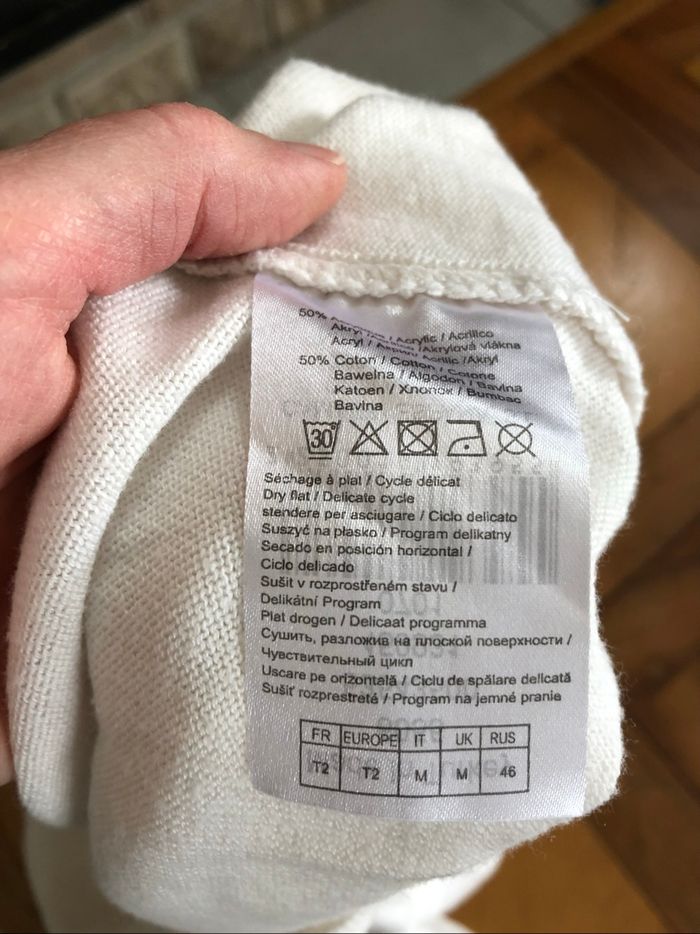 50% / Acrylic / Acrilico
Akryl / / Akrylová vlákna
Acryl / / Acrilic / Akryl
50% Coton / Cotton / Cotone
Bawełna / Algodon / Bavlna
Katoen / Хлопок / Bumbac
Bavlna
30°
Séchage à plat / Cycle délicat
Dry flat / Delicate cycle
stendere per asciugare / Ciclo delicato
Suszyć na płasko / Program delikatny
Secado en posición horizontal /
Ciclo delicado
Sušit v rozprostřeném stavu /
Delikátní Program
Plat drogen / Delicaat programma
Сушить, разложив на плоской поверхности /
Чувствительный цикл
Uscare pe orizontală / Ciclu de spălare delicată
Sušiť rozprestreté / Program na jemné pranie
FR EUROPE IT UK RUS
T2 T2 M M 46